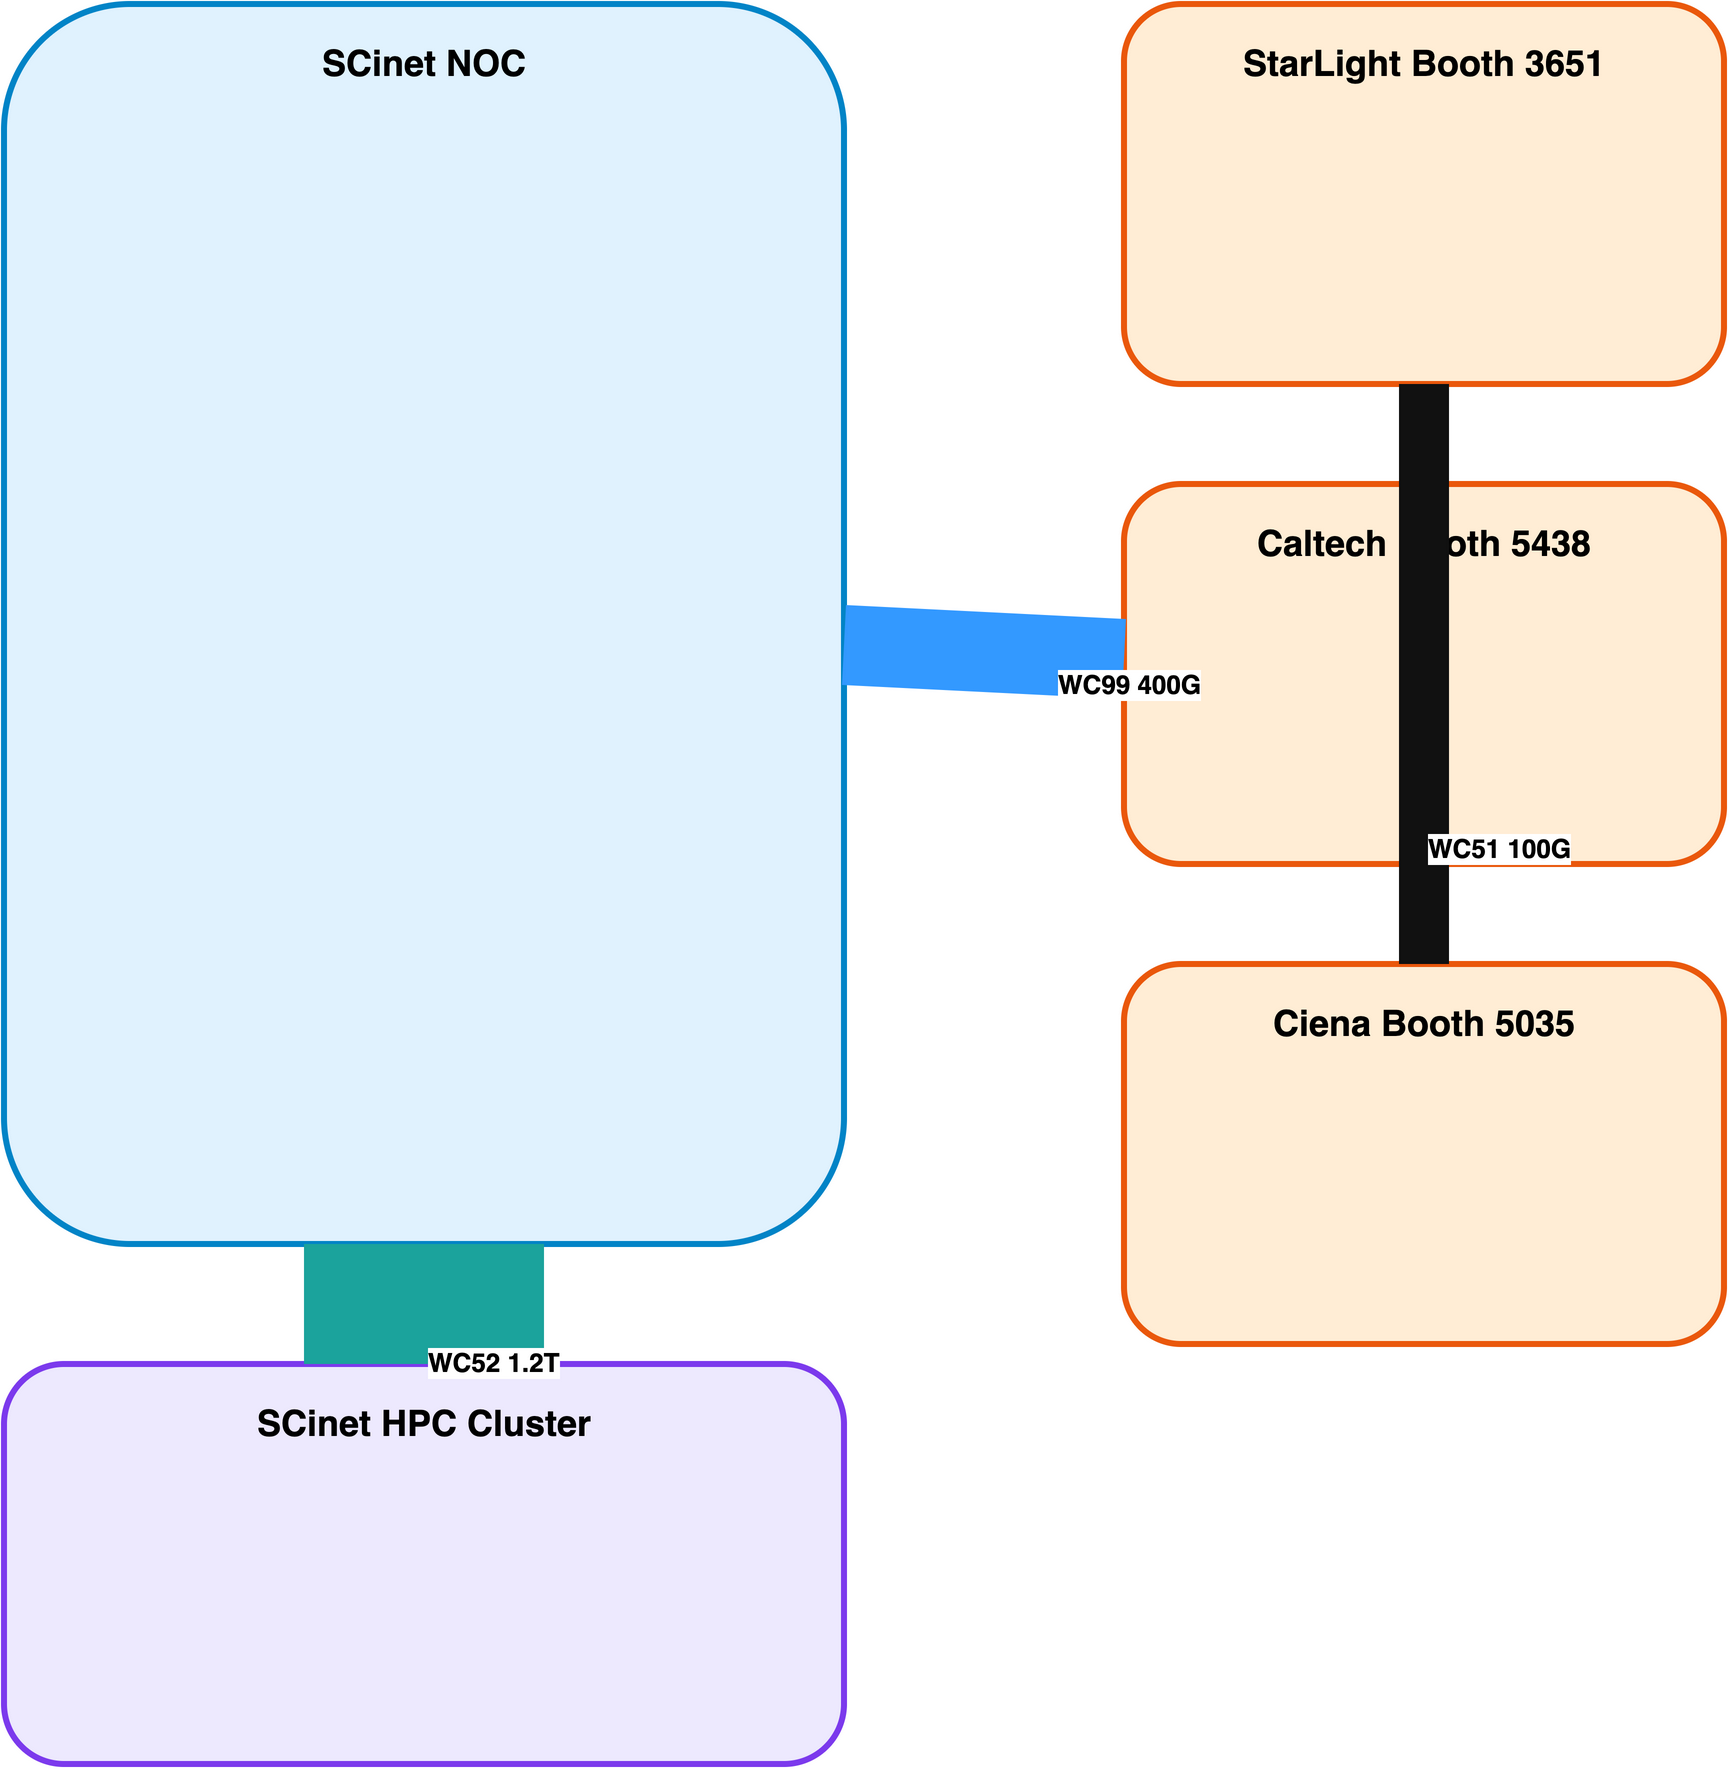 SCinet NOC
StarLight Booth 3651
Caltech oth 5438
WC99 400G
WC51 100G
Ciena Booth 5035
WC52 1.2T
SCinet HPC Cluster